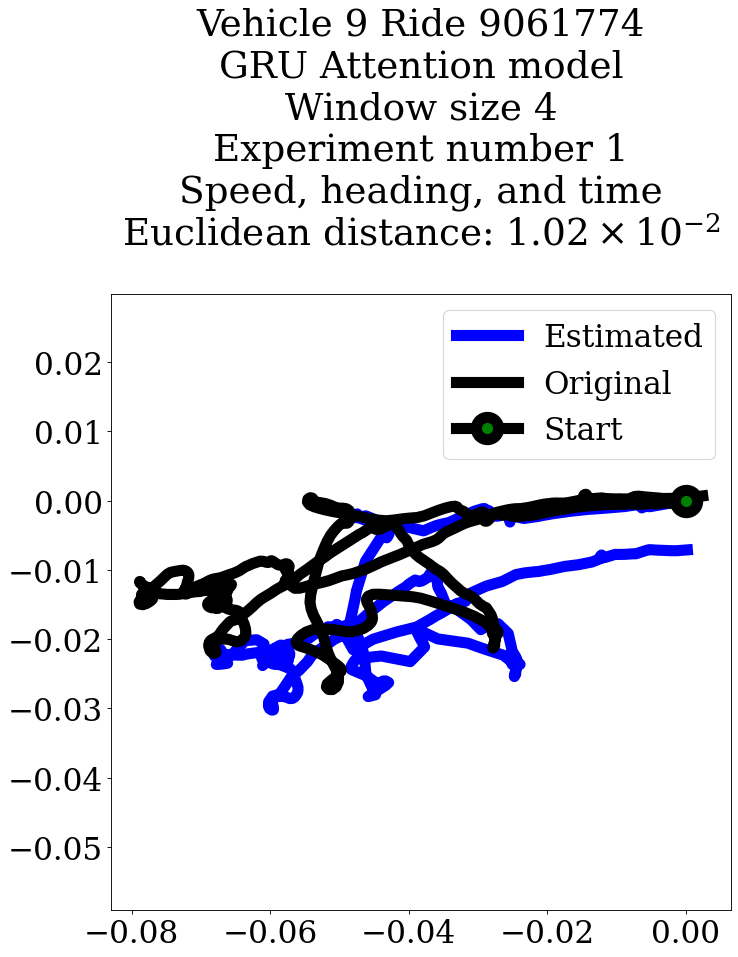 Vehicle 9 Ride 9061774
GRU Attention model
Window size 4
Experiment number 1
Speed, heading, and time
Euclidean distance: 1.02 × 10⁻²
Estimated
Original
Start
0.02
0.01
0.00
−0.01
−0.02
−0.03
−0.04
−0.05
−0.08 −0.06 −0.04 −0.02 0.00